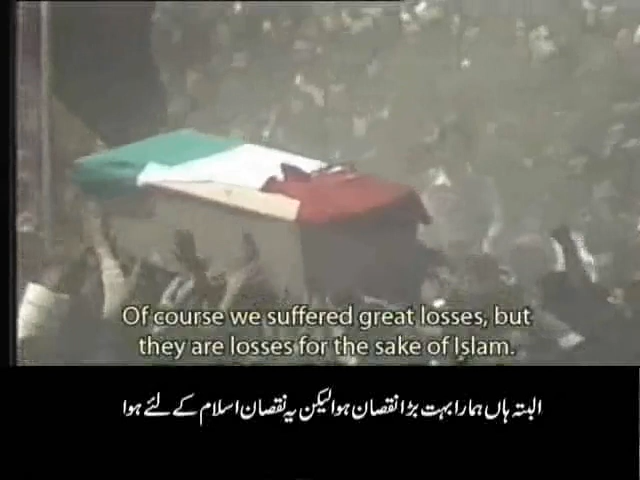 Of course we suffered great losses, but
they are losses for the sake of Islam.
البتہ ہاں ہمارا بہت بڑا نقصان ہوا لیکن یہ نقصان اسلام کے لئے ہوا